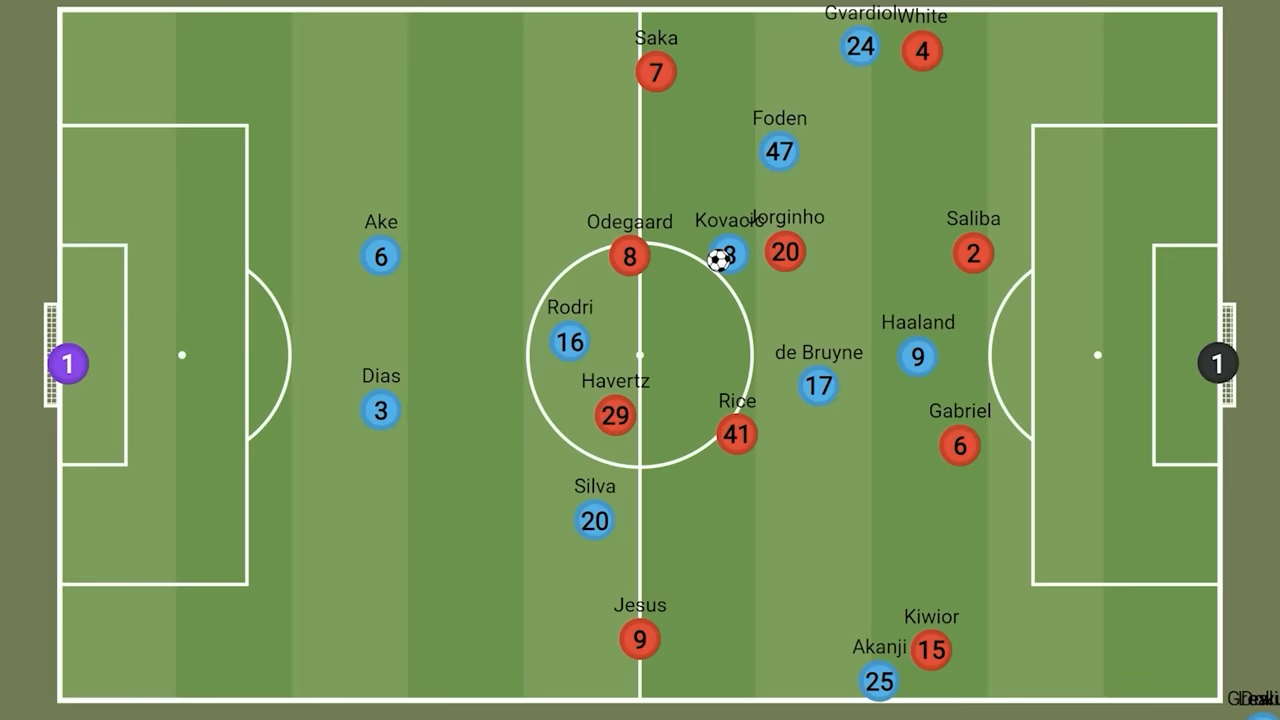 Gvardiol
24
White
4
Saka
7
Foden
47
Ake
6
Odegaard
8
Jorginho
20
Saliba
2
Rodri
16
Haaland
9
1
1
de Bruyne
17
Dias
3
Havertz
29
Rice
41
Gabriel
6
Silva
20
Jesus
9
Kiwior
15
Akanji
25